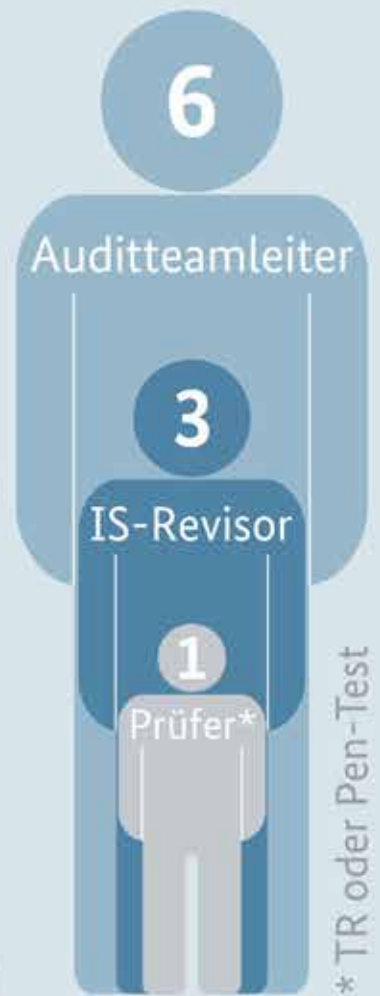 6
Auditteamleiter
3
IS-Revisor
1
Prüfer*
* TR oder Pen-Test